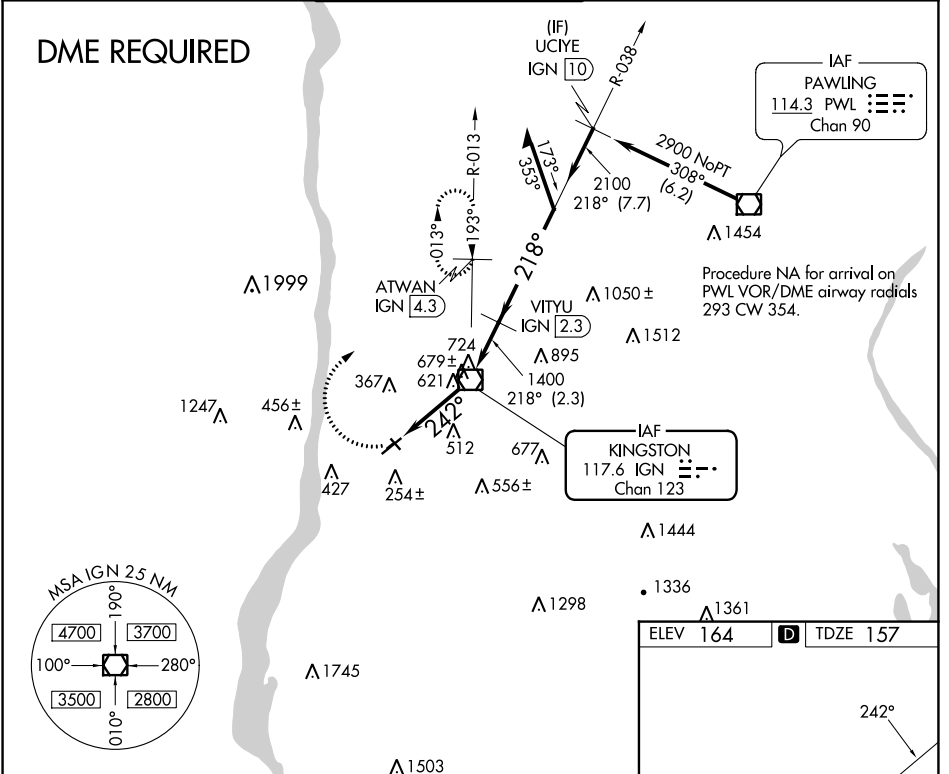 DME REQUIRED
(IF)
UCIYE
IGN 10
R-038
IAF
PAWLING
114.3 PWL
Chan 90
2900 NoPT
308°
(6.2)
R-013
173°
353°
2100
218° (7.7)
1454
013°
193°
218°
Procedure NA for arrival on
PWL VOR/DME airway radials
293 CW 354.
1999
ATWAN
IGN 4.3
VITYU
IGN 2.3
1050 ±
1512
724
679±
621
895
367
1400
218° (2.3)
1247
456±
242°
512
677
IAF
KINGSTON
117.6 IGN
Chan 123
427
254±
556±
1444
1336
1298
1361
MSA IGN 25 NM
190°
4700
3700
100°
280°
3500
2800
010°
1745
1503
ELEV 164
D
TDZE 157
242°